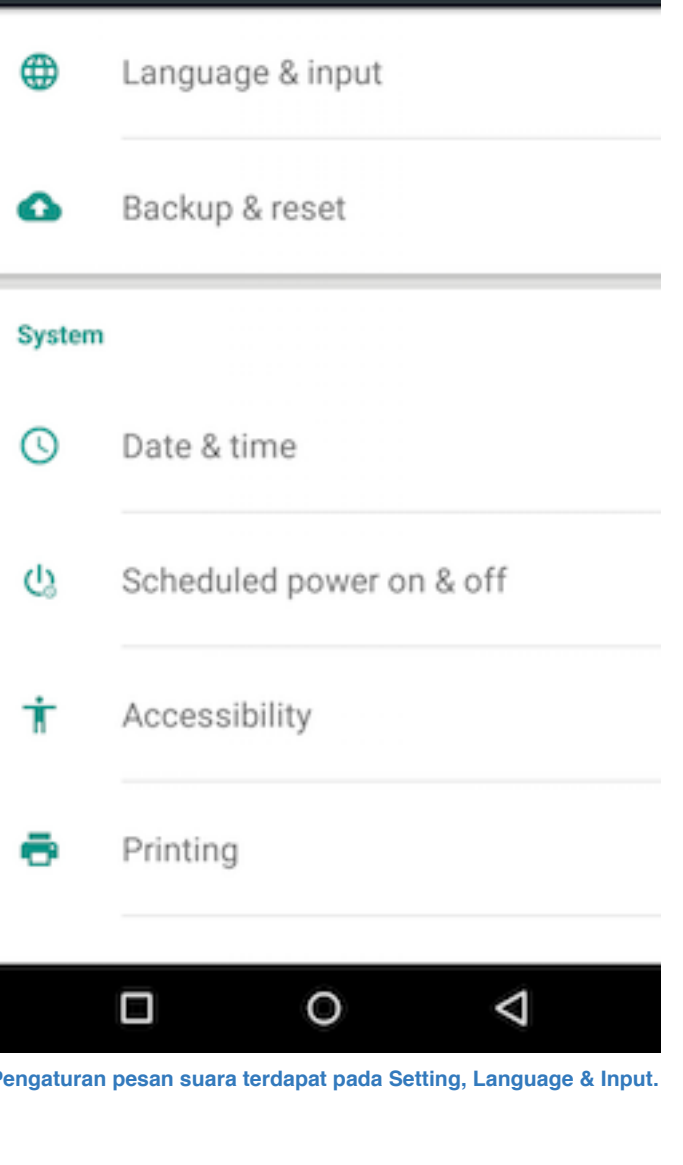 Language & input
Backup & reset
System
Date & time
Scheduled power on & off
Accessibility
Printing
Pengaturan pesan suara terdapat pada Setting, Language & Input.